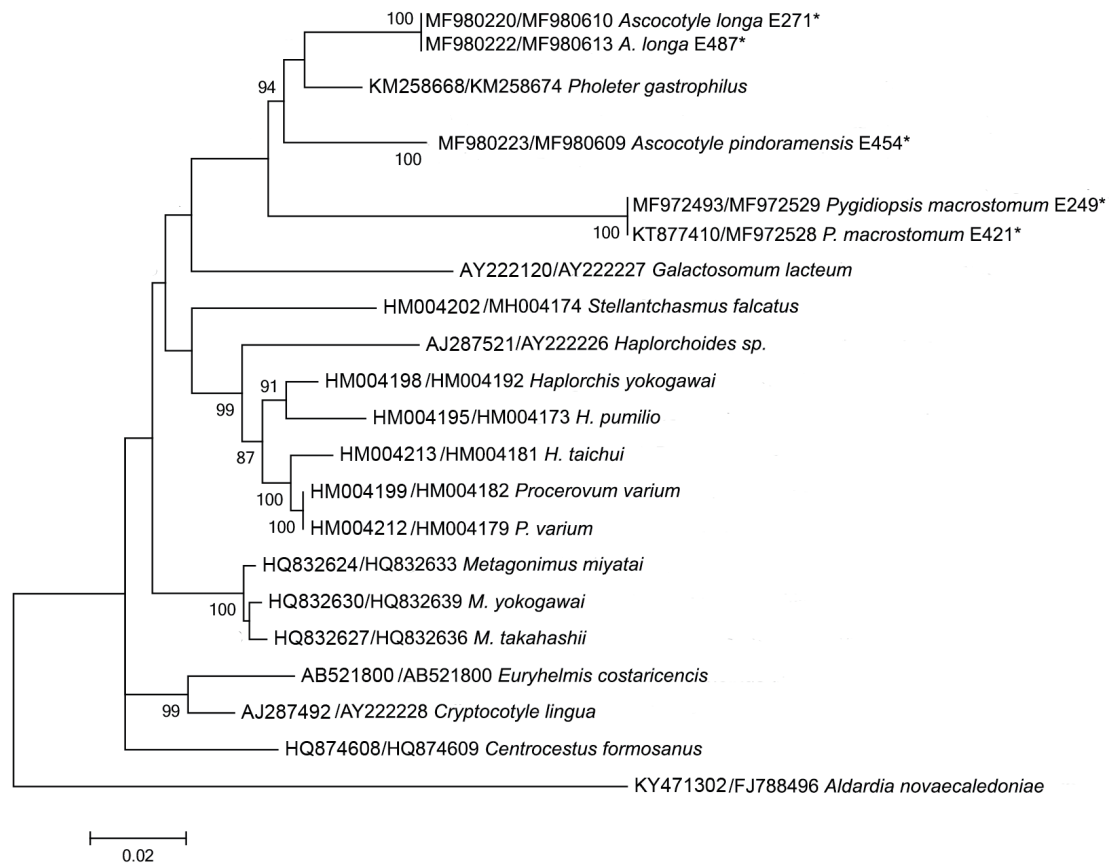 100 MF980220/MF980610 Ascocotyle longa E271*
MF980222/MF980613 A. longa E487*
94 KM258668/KM258674 Pholeter gastrophilus
MF980223/MF980609 Ascocotyle pindoramensis E454*
100
MF972493/MF972529 Pygidiopsis macrostomum E249*
100 KT877410/MF972528 P. macrostomum E421*
AY222120/AY222227 Galactosomum lacteum
HM004202/MH004174 Stellantchasmus falcatus
AJ287521/AY222226 Haplorchoides sp.
91 HM004198/HM004192 Haplorchis yokogawai
99 HM004195/HM004173 H. pumilio
87 HM004213/HM004181 H. taichui
100 HM004199/HM004182 Procerovum varium
100 HM004212/HM004179 P. varium
HQ832624/HQ832633 Metagonimus miyatai
100 HQ832630/HQ832639 M. yokogawai
HQ832627/HQ832636 M. takahashii
AB521800/AB521800 Euryhelmis costaricencis
99 AJ287492/AY222228 Cryptocotyle lingua
HQ874608/HQ874609 Centrocestus formosanus
KY471302/FJ788496 Aldardia novaecaledoniae
0.02